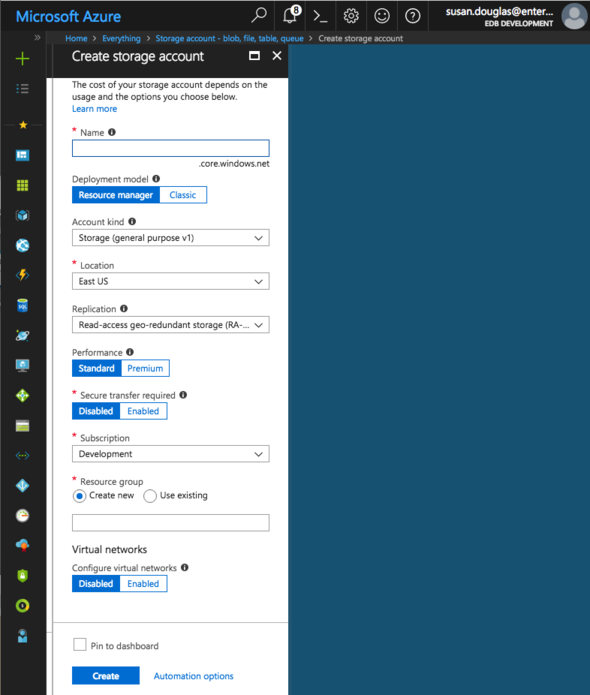 Microsoft Azure
8
susan.douglas@enter...
EDB DEVELOPMENT
Home > Everything > Storage account - blob, file, table, queue > Create storage account
Create storage account
The cost of your storage account depends on the
usage and the options you choose below.
Learn more
* Name
.core.windows.net
Deployment model
Resource manager Classic
Account kind
Storage (general purpose v1)
* Location
East US
Replication
Read-access geo-redundant storage (RA-...
Performance
Standard Premium
* Secure transfer required
Disabled Enabled
* Subscription
Development
* Resource group
Create new Use existing
Virtual networks
Configure virtual networks
Disabled Enabled
Pin to dashboard
Create Automation options